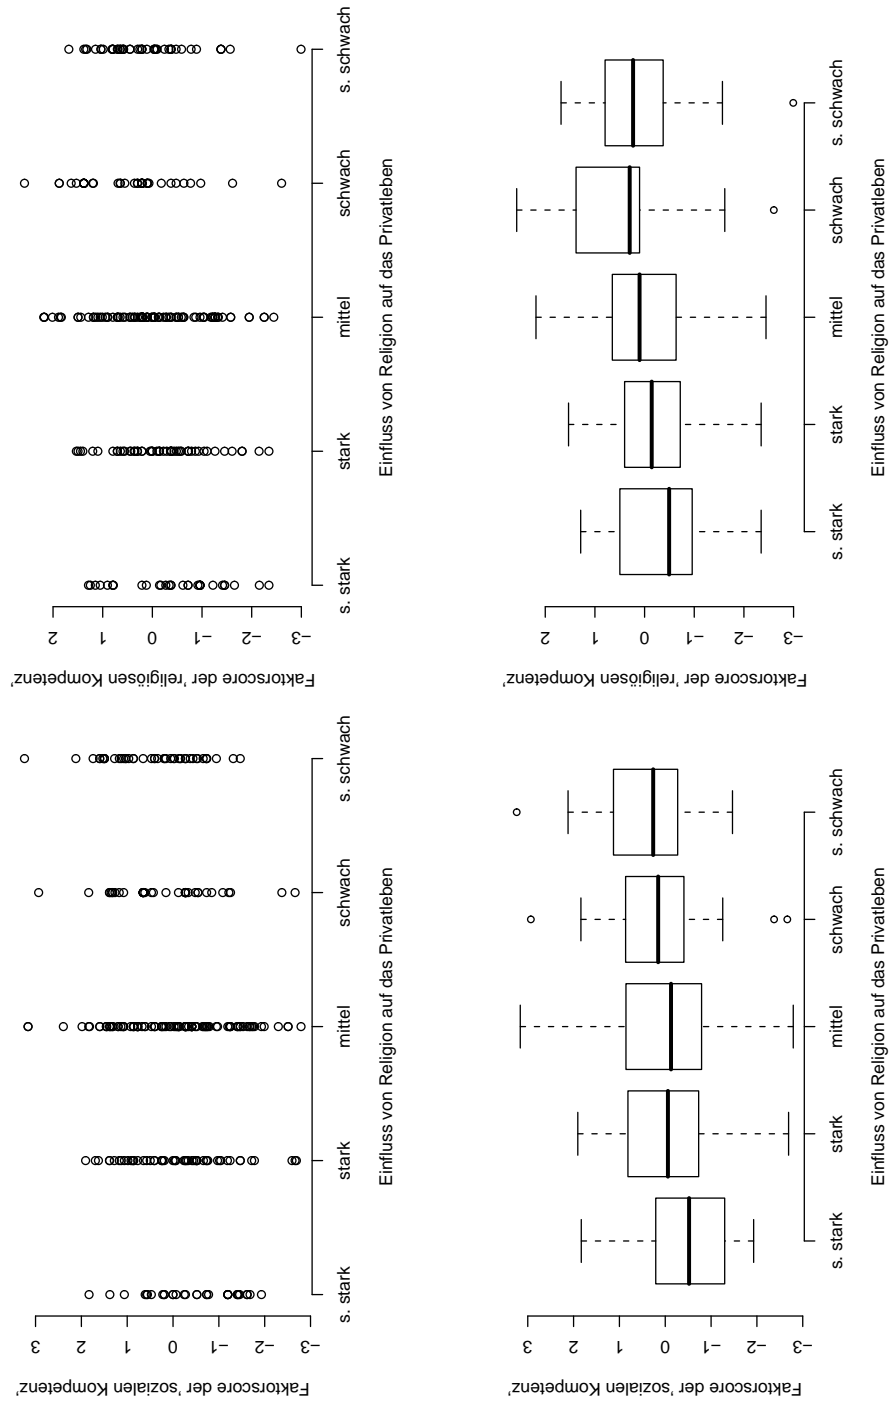 Faktorscore der ’sozialen Kompetenz’
3
2
1
0
−1
−2
−3
s. stark
stark
mittel
schwach
s. schwach
Einfluss von Religion auf das Privatleben
Faktorscore der ’religiösen Kompetenz’
2
1
0
−1
−2
−3
s. stark
stark
mittel
schwach
s. schwach
Einfluss von Religion auf das Privatleben
Faktorscore der ’sozialen Kompetenz’
3
2
1
0
−1
−2
−3
s. stark
stark
mittel
schwach
s. schwach
Einfluss von Religion auf das Privatleben
Faktorscore der ’religiösen Kompetenz’
2
1
0
−1
−2
−3
s. stark
stark
mittel
schwach
s. schwach
Einfluss von Religion auf das Privatleben